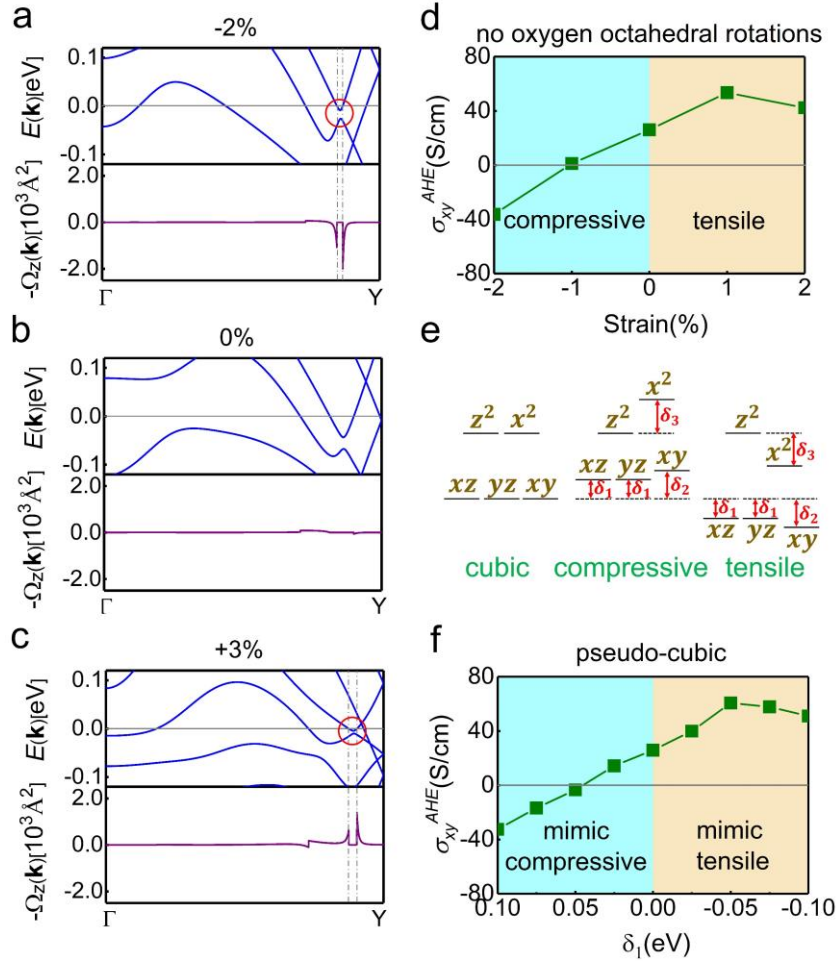 a
-2%
E(k)[eV]
0.1
0.0
-0.1
-Ωz(k)[10³Å²]
2.0
0.0
-2.0
Γ
Y
b
0%
E(k)[eV]
0.1
0.0
-0.1
-Ωz(k)[10³Å²]
2.0
0.0
-2.0
Γ
Y
c
+3%
E(k)[eV]
0.1
0.0
-0.1
-Ωz(k)[10³Å²]
2.0
0.0
-2.0
Γ
Y
d
no oxygen octahedral rotations
σxy^AHE(S/cm)
80
40
0
-40
-80
compressive
tensile
-2 -1 0 1 2
Strain(%)
e
z² x²
xz yz xy
cubic
x²
z² δ₃
xz yz xy
δ₁ δ₁ δ₂
compressive
z²
x² δ₃
δ₁ δ₁ δ₂
xz yz xy
tensile
f
pseudo-cubic
σxy^AHE(S/cm)
80
40
0
-40
-80
mimic
compressive
mimic
tensile
0.10 0.05 0.00 -0.05 -0.10
δ₁(eV)